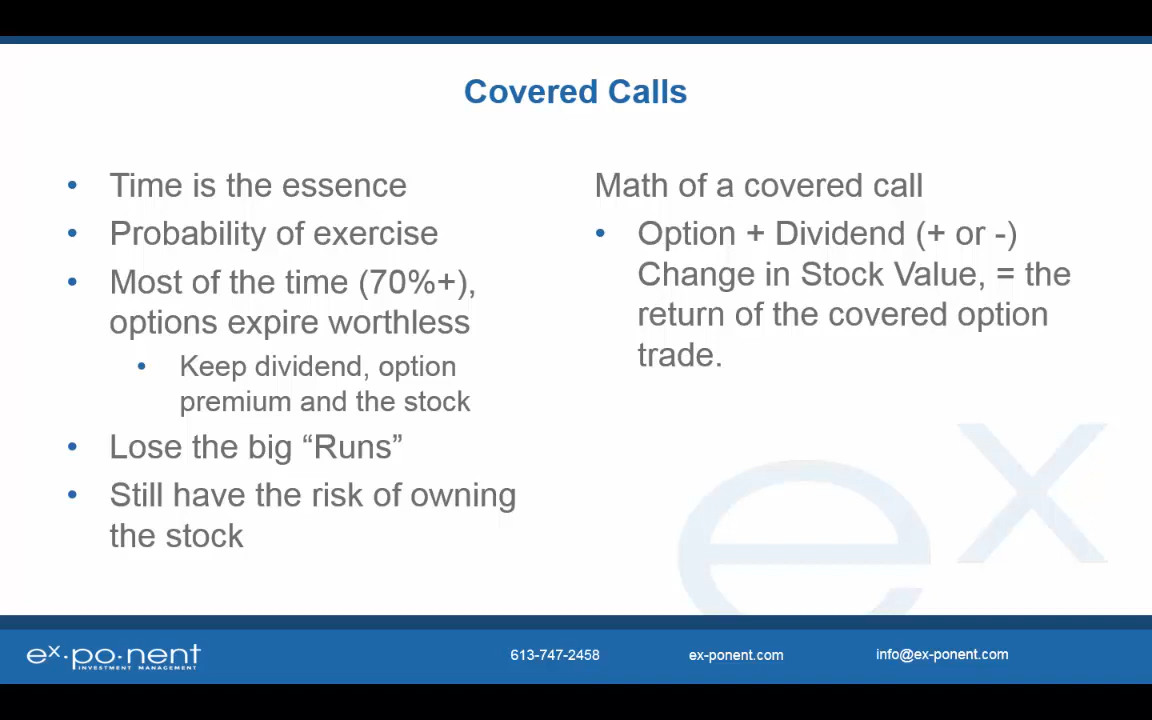 Covered Calls
• Time is the essence
• Probability of exercise
• Most of the time (70%+),
options expire worthless
• Keep dividend, option
premium and the stock
• Lose the big “Runs”
• Still have the risk of owning
the stock
Math of a covered call
• Option + Dividend (+ or -)
Change in Stock Value, = the
return of the covered option
trade.
ex
ex·po·nent
INVESTMENT MANAGEMENT
613-747-2458
ex-ponent.com
info@ex-ponent.com